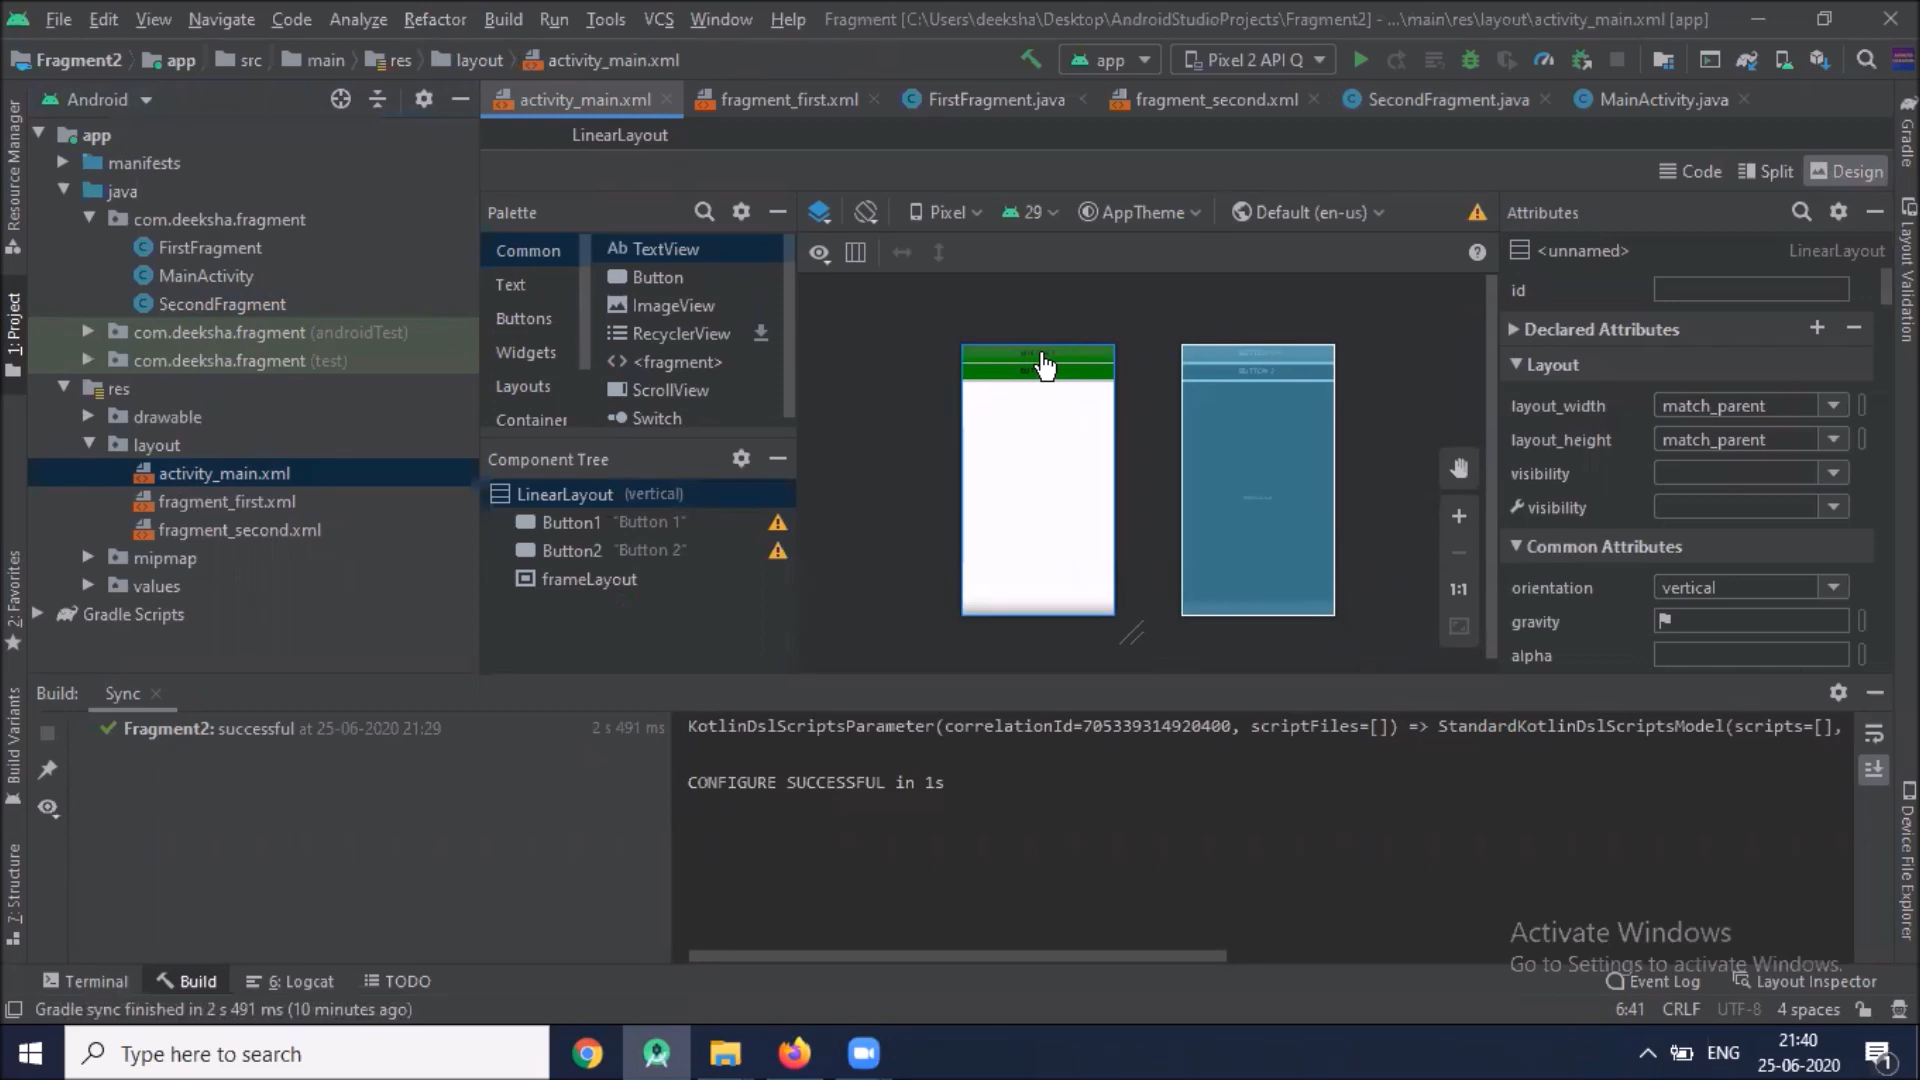 File Edit View Navigate Code Analyze Refactor Build Run Tools VCS Window Help Fragment [C:\Users\deeksha\Desktop\AndroidStudioProjects\Fragment2] - ...\main\res\layout\activity_main.xml [app]
Fragment2 app src main res layout activity_main.xml app Pixel 2 API Q
Android activity_main.xml fragment_first.xml FirstFragment.java fragment_second.xml SecondFragment.java MainActivity.java
LinearLayout
Code Split Design
Resource Manager
1: Project
2: Favorites
Build Variants
7: Structure
app
manifests
java
com.deeksha.fragment
FirstFragment
MainActivity
SecondFragment
com.deeksha.fragment (androidTest)
com.deeksha.fragment (test)
res
drawable
layout
activity_main.xml
fragment_first.xml
fragment_second.xml
mipmap
values
Gradle Scripts
Palette
Common
Text
Buttons
Widgets
Layouts
Container
Ab TextView
Button
ImageView
RecyclerView
<fragment>
ScrollView
Switch
Component Tree
LinearLayout (vertical)
Button1 "Button 1"
Button2 "Button 2"
frameLayout
Pixel 29 AppTheme Default (en-us)
BUTTON 2
1:1
Attributes
<unnamed> LinearLayout
id
Declared Attributes
Layout
layout_width match_parent
layout_height match_parent
visibility
visibility
Common Attributes
orientation vertical
gravity
alpha
Gradle
Layout Validation
Device File Explorer
Build: Sync
Fragment2: successful at 25-06-2020 21:29 2 s 491 ms
KotlinDslScriptsParameter(correlationId=705339314920400, scriptFiles=[]) => StandardKotlinDslScriptsModel(scripts=[],
CONFIGURE SUCCESSFUL in 1s
Activate Windows
Go to Settings to activate Windows.
Terminal Build 6: Logcat TODO Event Log Layout Inspector
Gradle sync finished in 2 s 491 ms (10 minutes ago) 6:41 CRLF UTF-8 4 spaces
Type here to search ENG 21:40
25-06-2020 1